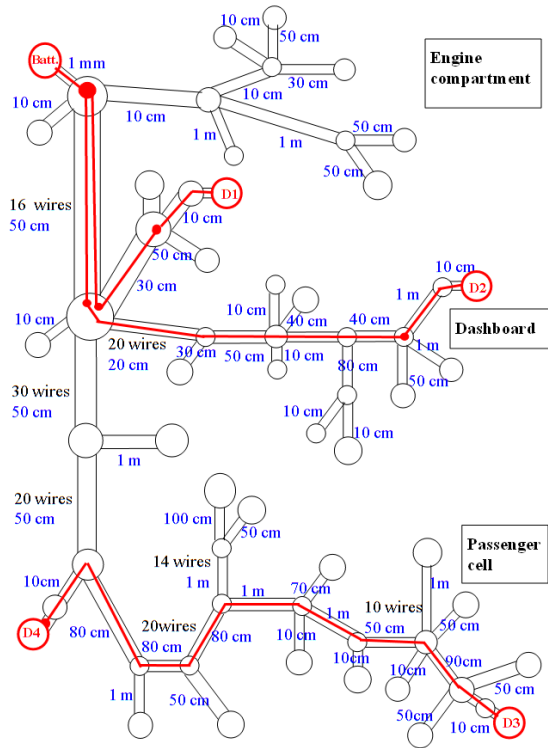 10 cm
50 cm
Batt.
1 mm
Engine
compartment
30 cm
10 cm
10 cm
10 cm
1 m
1 m
50 cm
50 cm
16 wires
50 cm
D1
10 cm
50 cm
30 cm
10 cm
D2
1 m
10 cm
40 cm
40 cm
Dashboard
10 cm
20 wires
20 cm
30 cm
50 cm
10 cm
80 cm
1 m
50 cm
30 wires
50 cm
10 cm
10 cm
1 m
20 wires
50 cm
100 cm
50 cm
Passenger
cell
14 wires
10cm
1 m
1 m
70 cm
10 wires
1m
D4
80 cm
20wires
80 cm
80 cm
10 cm
1 m
50 cm
50 cm
10cm
10cm
90cm
1 m
50 cm
50cm
50 cm
10 cm
D3